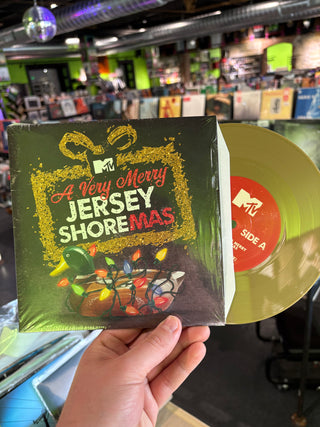 MTV
A Very Merry
JERSEY
SHOREMAS
MTV
SIDE A